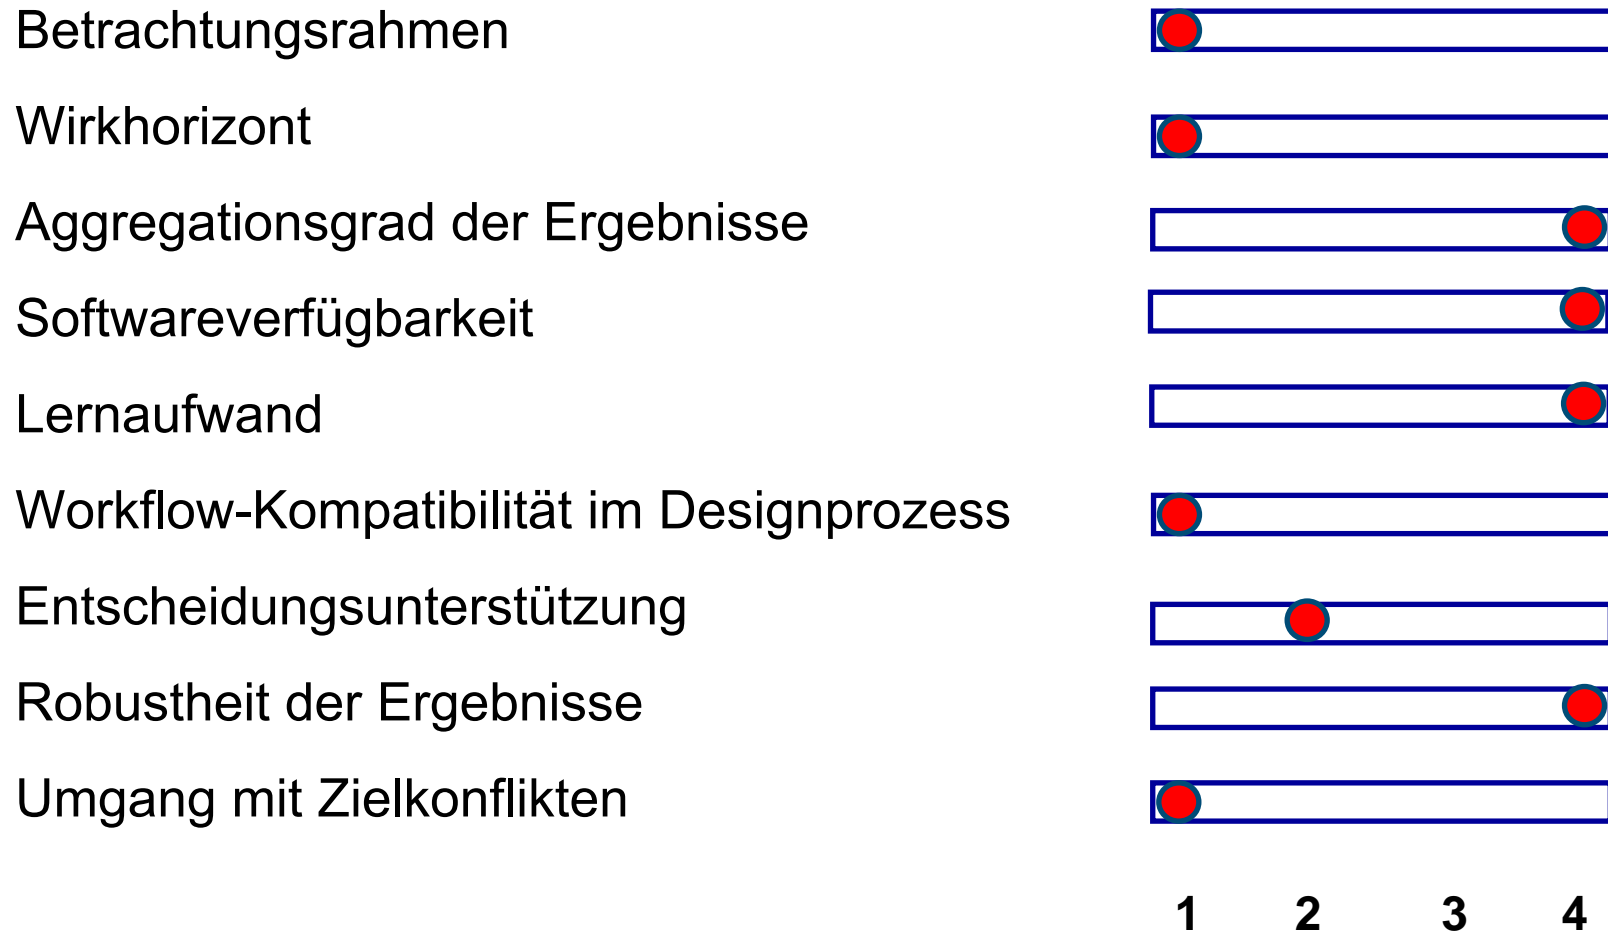 Betrachtungsrahmen
Wirkhorizont
Aggregationsgrad der Ergebnisse
Softwareverfügbarkeit
Lernaufwand
Workflow-Kompatibilität im Designprozess
Entscheidungsunterstützung
Robustheit der Ergebnisse
Umgang mit Zielkonflikten
1 2 3 4